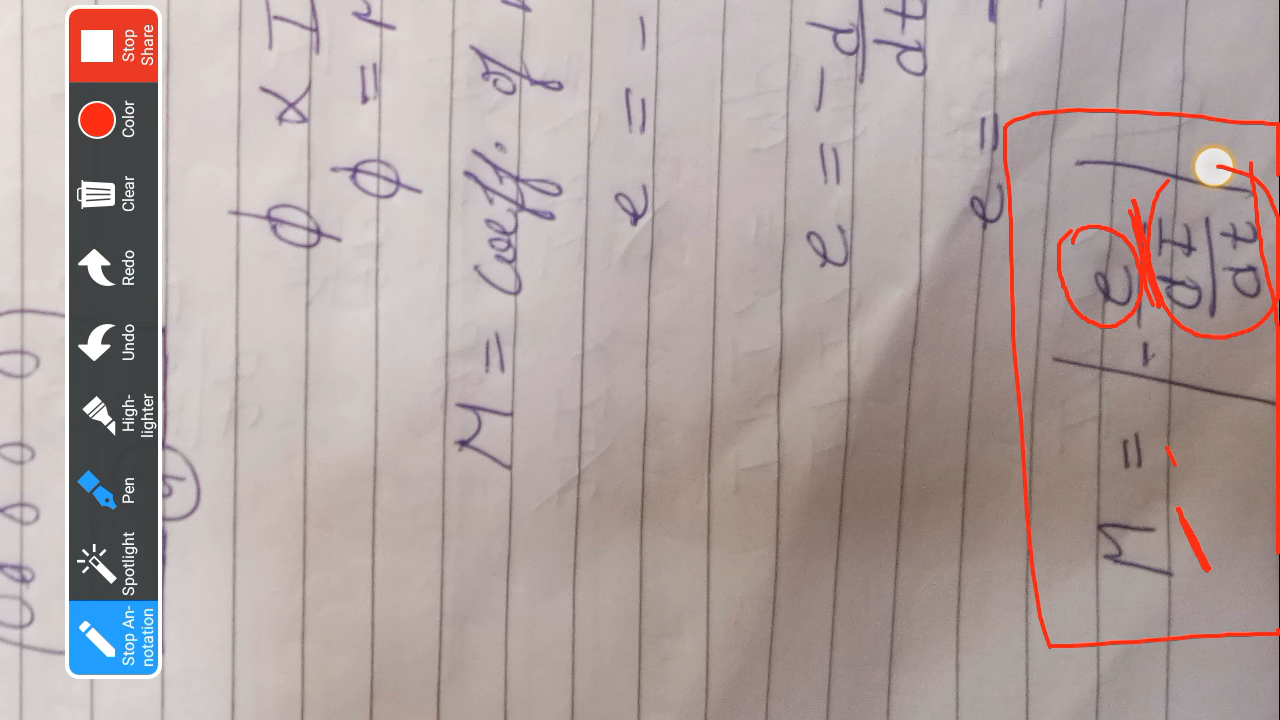 Stop An-
notation
Spotlight
Pen
High-
lighter
Undo
Redo
Clear
Color
Stop
Share
ϕ ∝ I
ϕ =
M = coeff. of
e = -
e = - d
dt
e =
M = | - e
dI
dt |